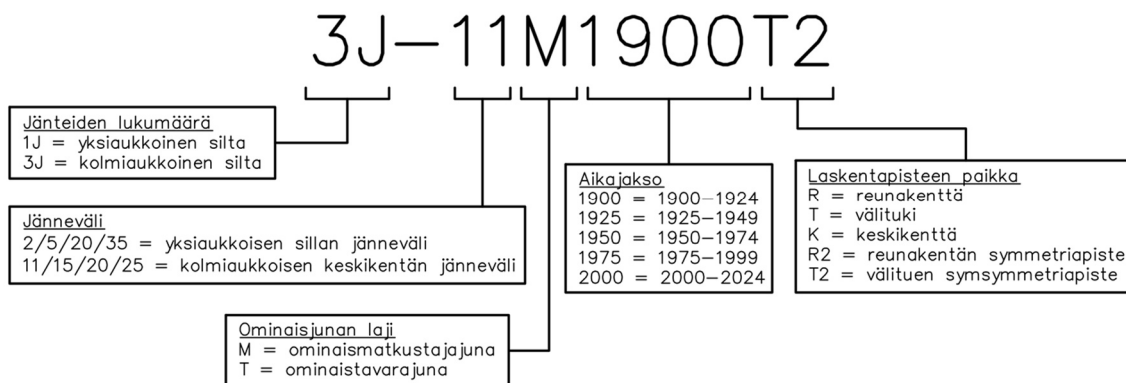 3J-11M1900T2
Jänteiden lukumäärä
1J = yksiaukkoinen silta
3J = kolmiaukkoinen silta
Jänneväli
2/5/20/35 = yksiaukkoisen sillan jänneväli
11/15/20/25 = kolmiaukkoisen keskikentän jänneväli
Ominaisjunan laji
M = ominaismatkustajajuna
T = ominaistavarajuna
Aikajakso
1900 = 1900-1924
1925 = 1925-1949
1950 = 1950-1974
1975 = 1975-1999
2000 = 2000-2024
Laskentapisteen paikka
R = reunakenttä
T = välituki
K = keskikenttä
R2 = reunakentän symmetriapiste
T2 = välituen symsymmetriapiste